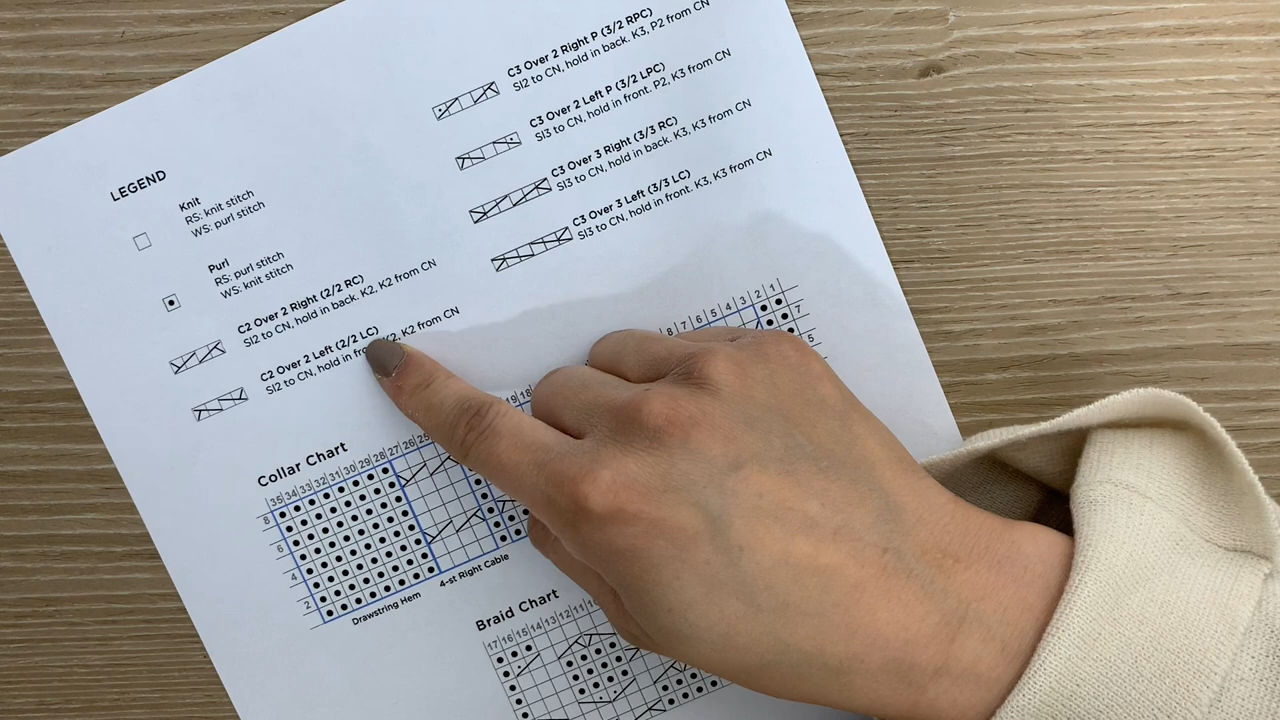 LEGEND
Knit
RS: knit stitch
WS: purl stitch
Purl
RS: purl stitch
WS: knit stitch
C2 Over 2 Right (2/2 RC)
Sl2 to CN, hold in back. K2, K2 from CN
C2 Over 2 Left (2/2 LC)
Sl2 to CN, hold in K2, K2 from CN
C3 Over 2 Right P (3/2 RPC)
Sl2 to CN, hold in back. K3, P2 from CN
C3 Over 2 Left P (3/2 LPC)
Sl3 to CN, hold in front. P2, K3 from CN
C3 Over 3 Right (3/3 RC)
Sl3 to CN, hold in back. K3, K3 from CN
C3 Over 3 Left (3/3 LC)
Sl3 to CN, hold in front. K3, K3 from CN
Collar Chart
35 34 33 32 31 30 29 28 27 26 25 19 18 8 7 6 5 4 3 2 1
8
6
4
2
7
5
Drawstring Hem
4-st Right Cable
Braid Chart
17 16 15 14 13 12 11